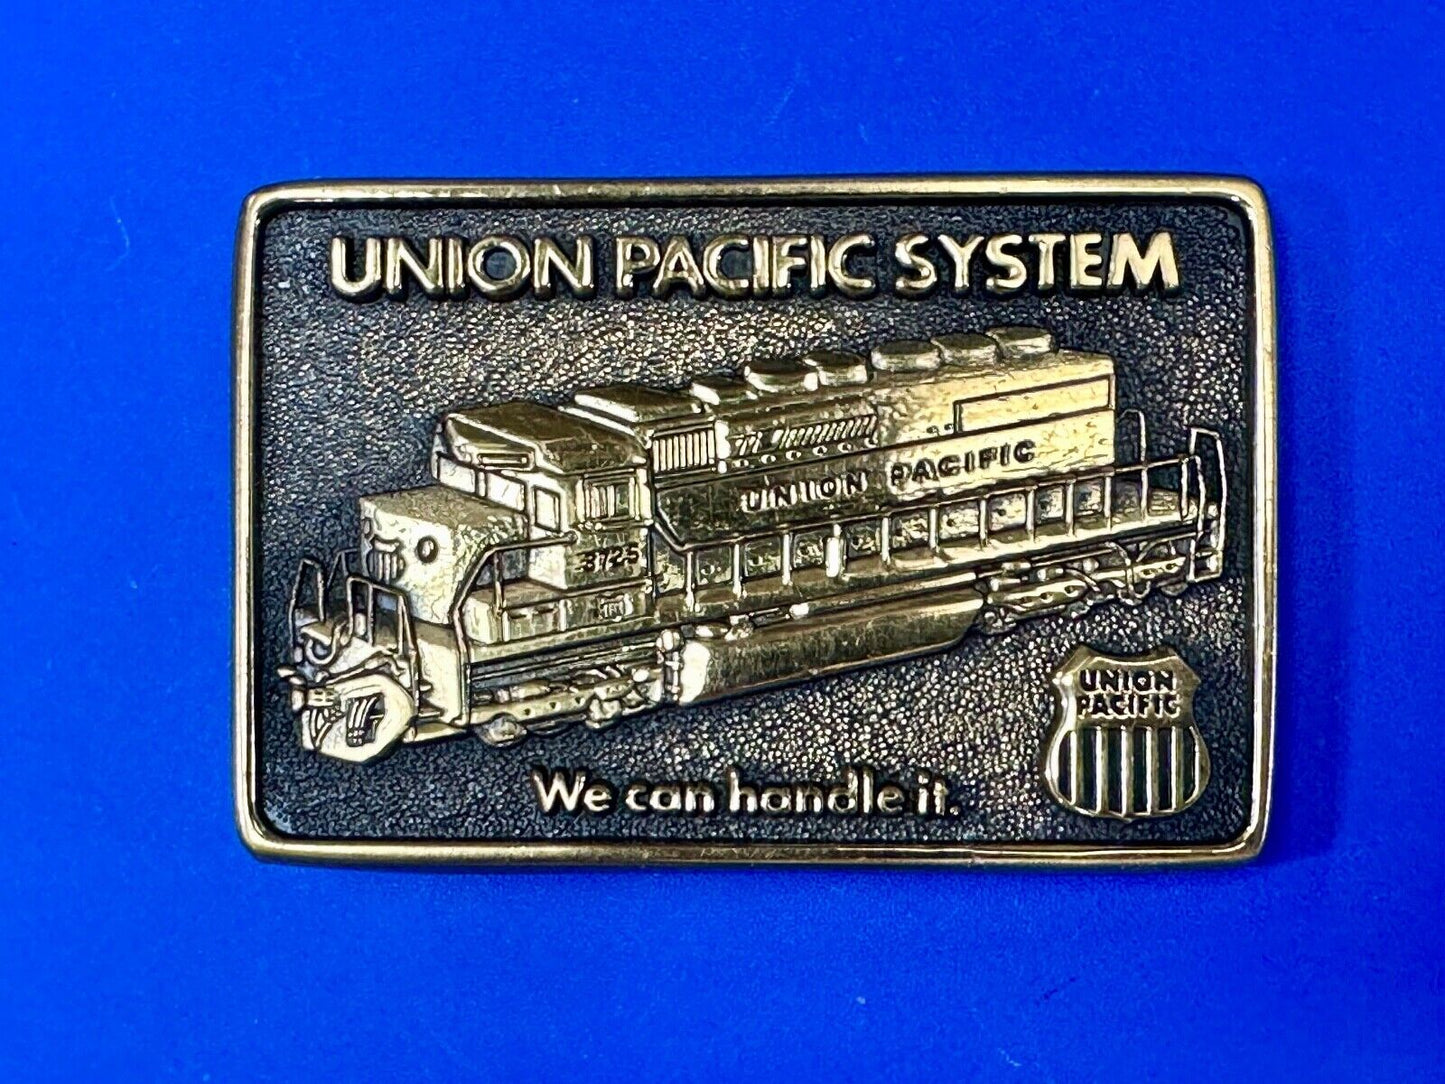 UNION PACIFIC SYSTEM
UNION PACIFIC
3725
UNION
PACIFIC
We can handle it.